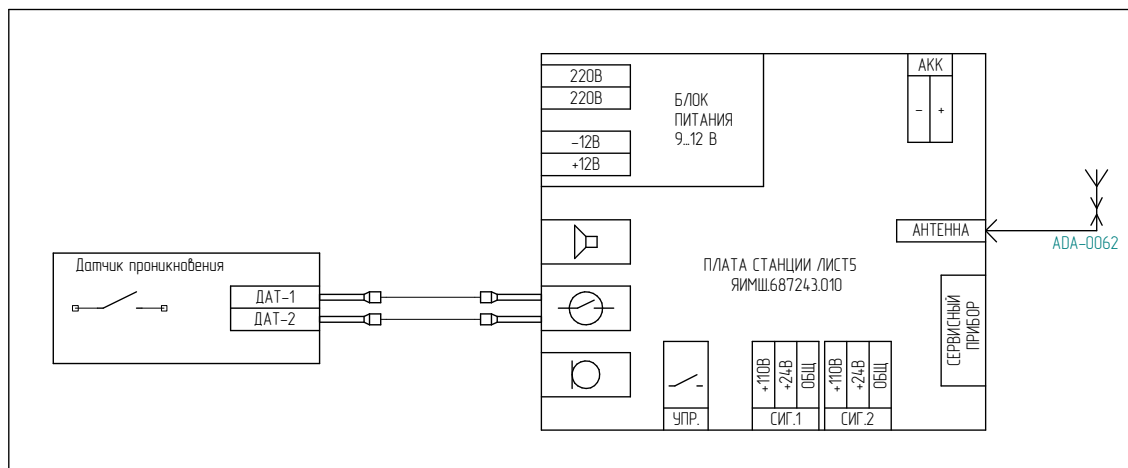 220В
220В
-12В
+12В
БЛОК
ПИТАНИЯ
9...12 В
АКК
- +
АНТЕННА
ADA-0062
Датчик проникновения
ДАТ-1
ДАТ-2
ПЛАТА СТАНЦИИ ЛИСТ5
ЯИМШ.687243.010
СЕРВИСНЫЙ
ПРИБОР
УПР.
+110В
+24В
ОБЩ
СИГ.1
+110В
+24В
ОБЩ
СИГ.2